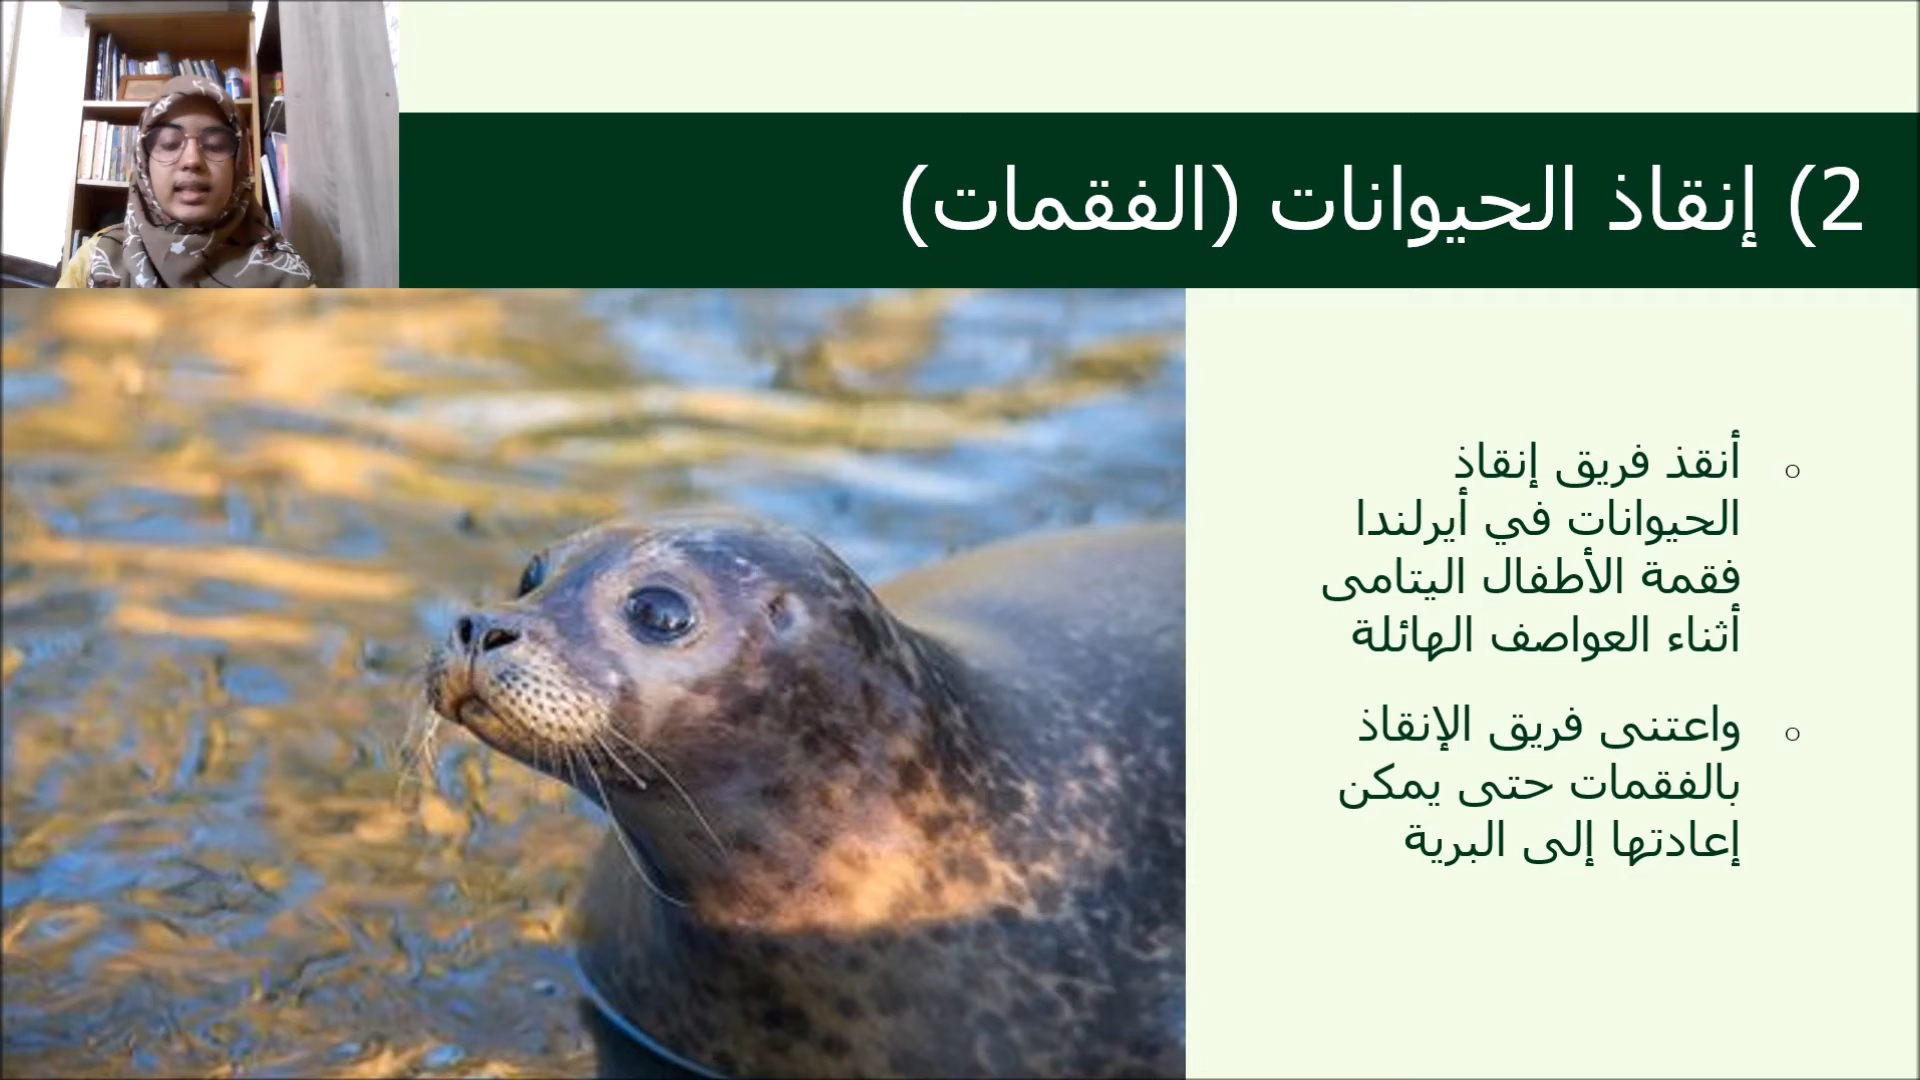 2) إنقاذ الحيوانات (الفقمات)
أنقذ فريق إنقاذ
الحيوانات في أيرلندا
فقمة الأطفال اليتامى
أثناء العواصف الهائلة
واعتنى فريق الإنقاذ
بالفقمات حتى يمكن
إعادتها إلى البرية